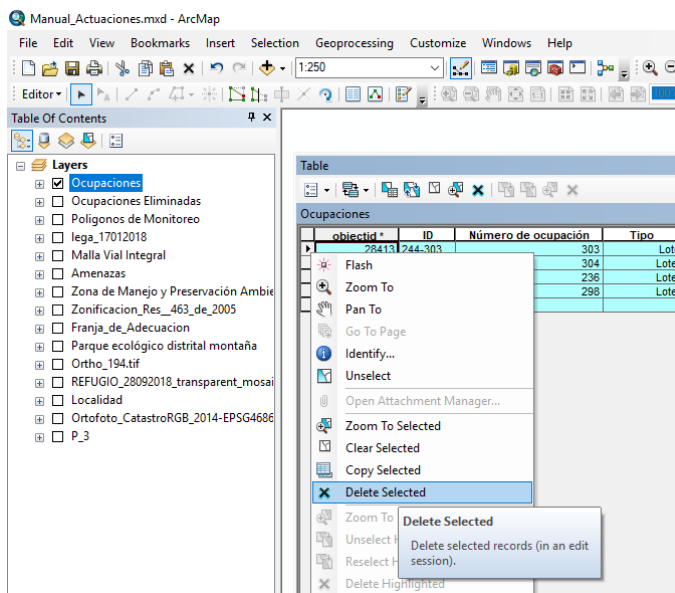 Manual_Actuaciones.mxd - ArcMap
File Edit View Bookmarks Insert Selection Geoprocessing Customize Windows Help
1:250
Editor
Table Of Contents
Layers
Ocupaciones
Ocupaciones Eliminadas
Poligonos de Monitoreo
lega_17012018
Malla Vial Integral
Amenazas
Zona de Manejo y Preservación Ambie
Zonificacion_Res__463_de_2005
Franja_de_Adecuacion
Parque ecológico distrital montaña
Ortho_194.tif
REFUGIO_28092018_transparent_mosai
Localidad
Ortofoto_CatastroRGB_2014-EPSG4686
P_3
Table
Ocupaciones
objectid * ID Número de ocupación Tipo
28413 244-303 303 Lot
304 Lote
236 Lote
298 Lote
Flash
Zoom To
Pan To
Go To Page
Identify...
Unselect
Open Attachment Manager...
Zoom To Selected
Clear Selected
Copy Selected
Delete Selected
Zoom To
Unselect H
Reselect H
Delete Highlighted
Delete Selected
Delete selected records (in an edit
session).